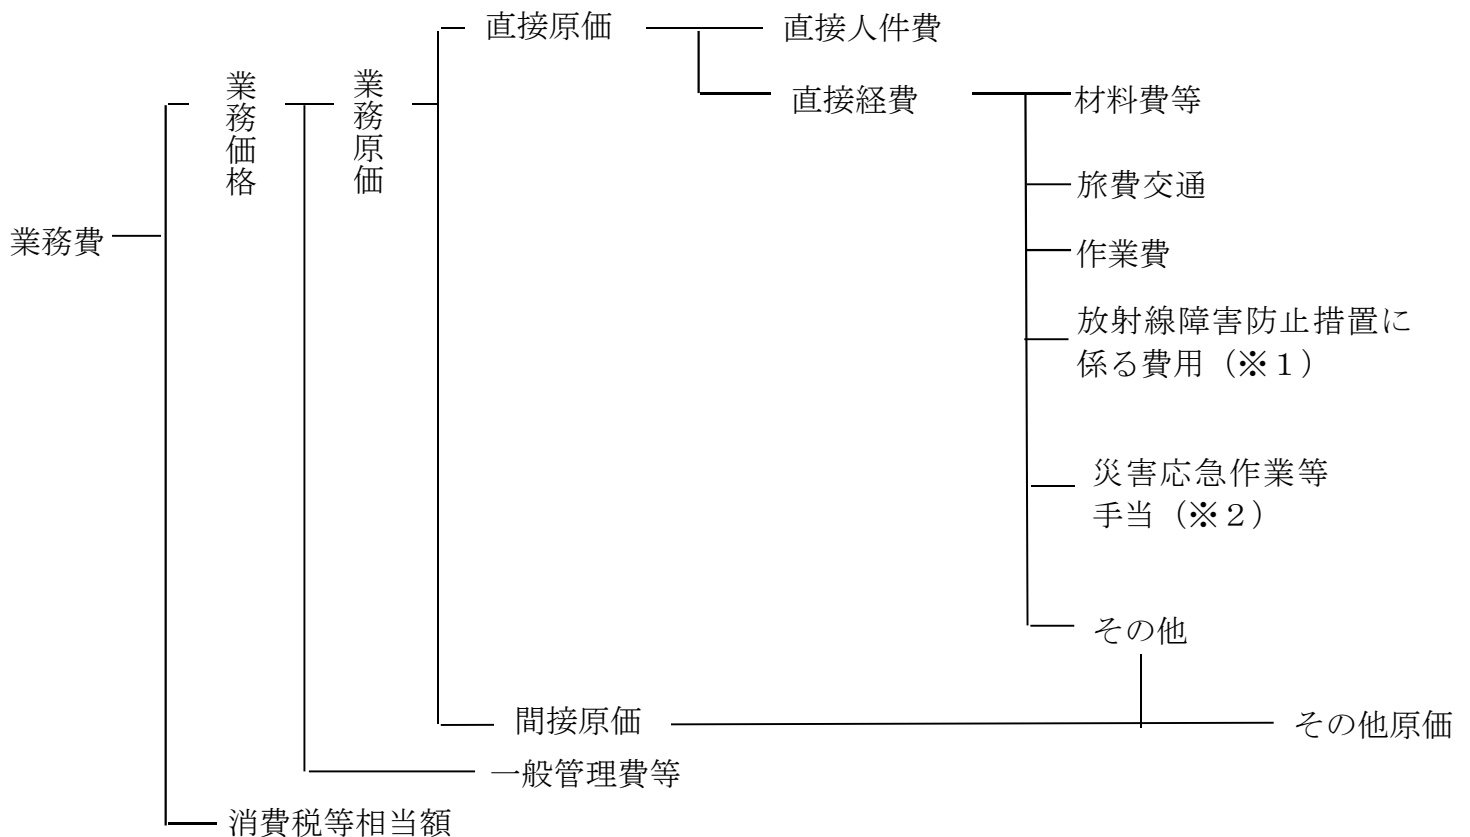 直接原価
直接人件費
業務価格
業務原価
直接経費
材料費等
旅費交通
業務費
作業費
放射線障害防止措置に
係る費用（※１）
災害応急作業等
手当（※２）
その他
間接原価
その他原価
一般管理費等
消費税等相当額